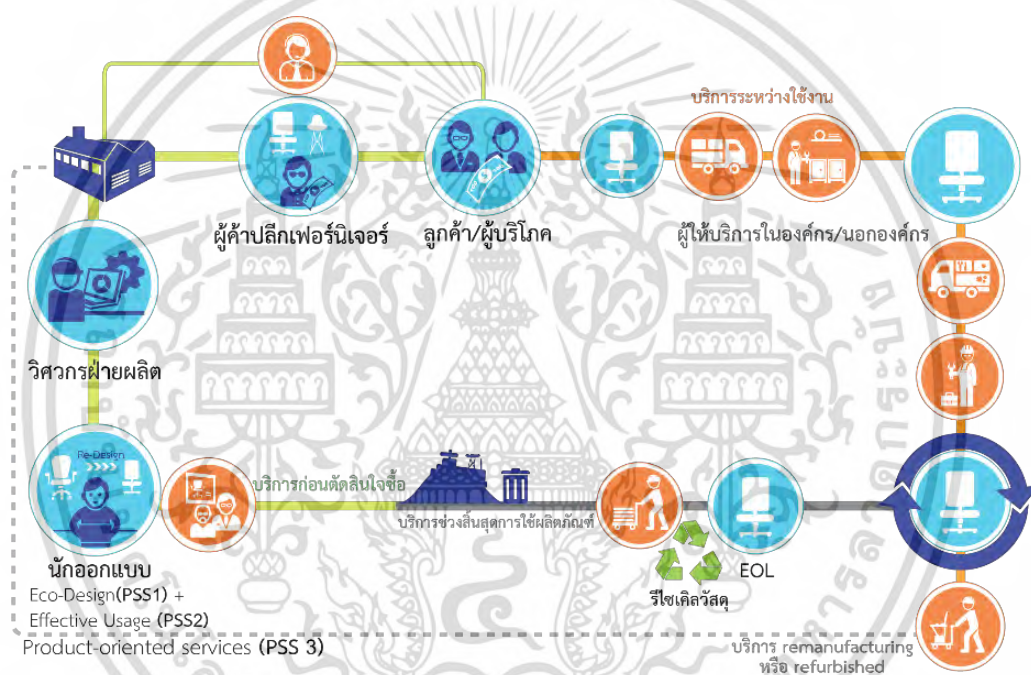 บริการระหว่างใช้งาน
ผู้ค้าปลีกเฟอร์นิเจอร์
ลูกค้า/ผู้บริโภค
ผู้ให้บริการในองค์กร/นอกองค์กร
วิศวกรฝ่ายผลิต
Re-Design
บริการก่อนตัดสินใจซื้อ
บริการช่วงสิ้นสุดการใช้ผลิตภัณฑ์
นักออกแบบ
Eco-Design(PSS1) +
Effective Usage (PSS2)
Product-oriented services (PSS 3)
EOL
รีไซเคิลวัสดุ
บริการ remanufacturing
หรือ refurbished